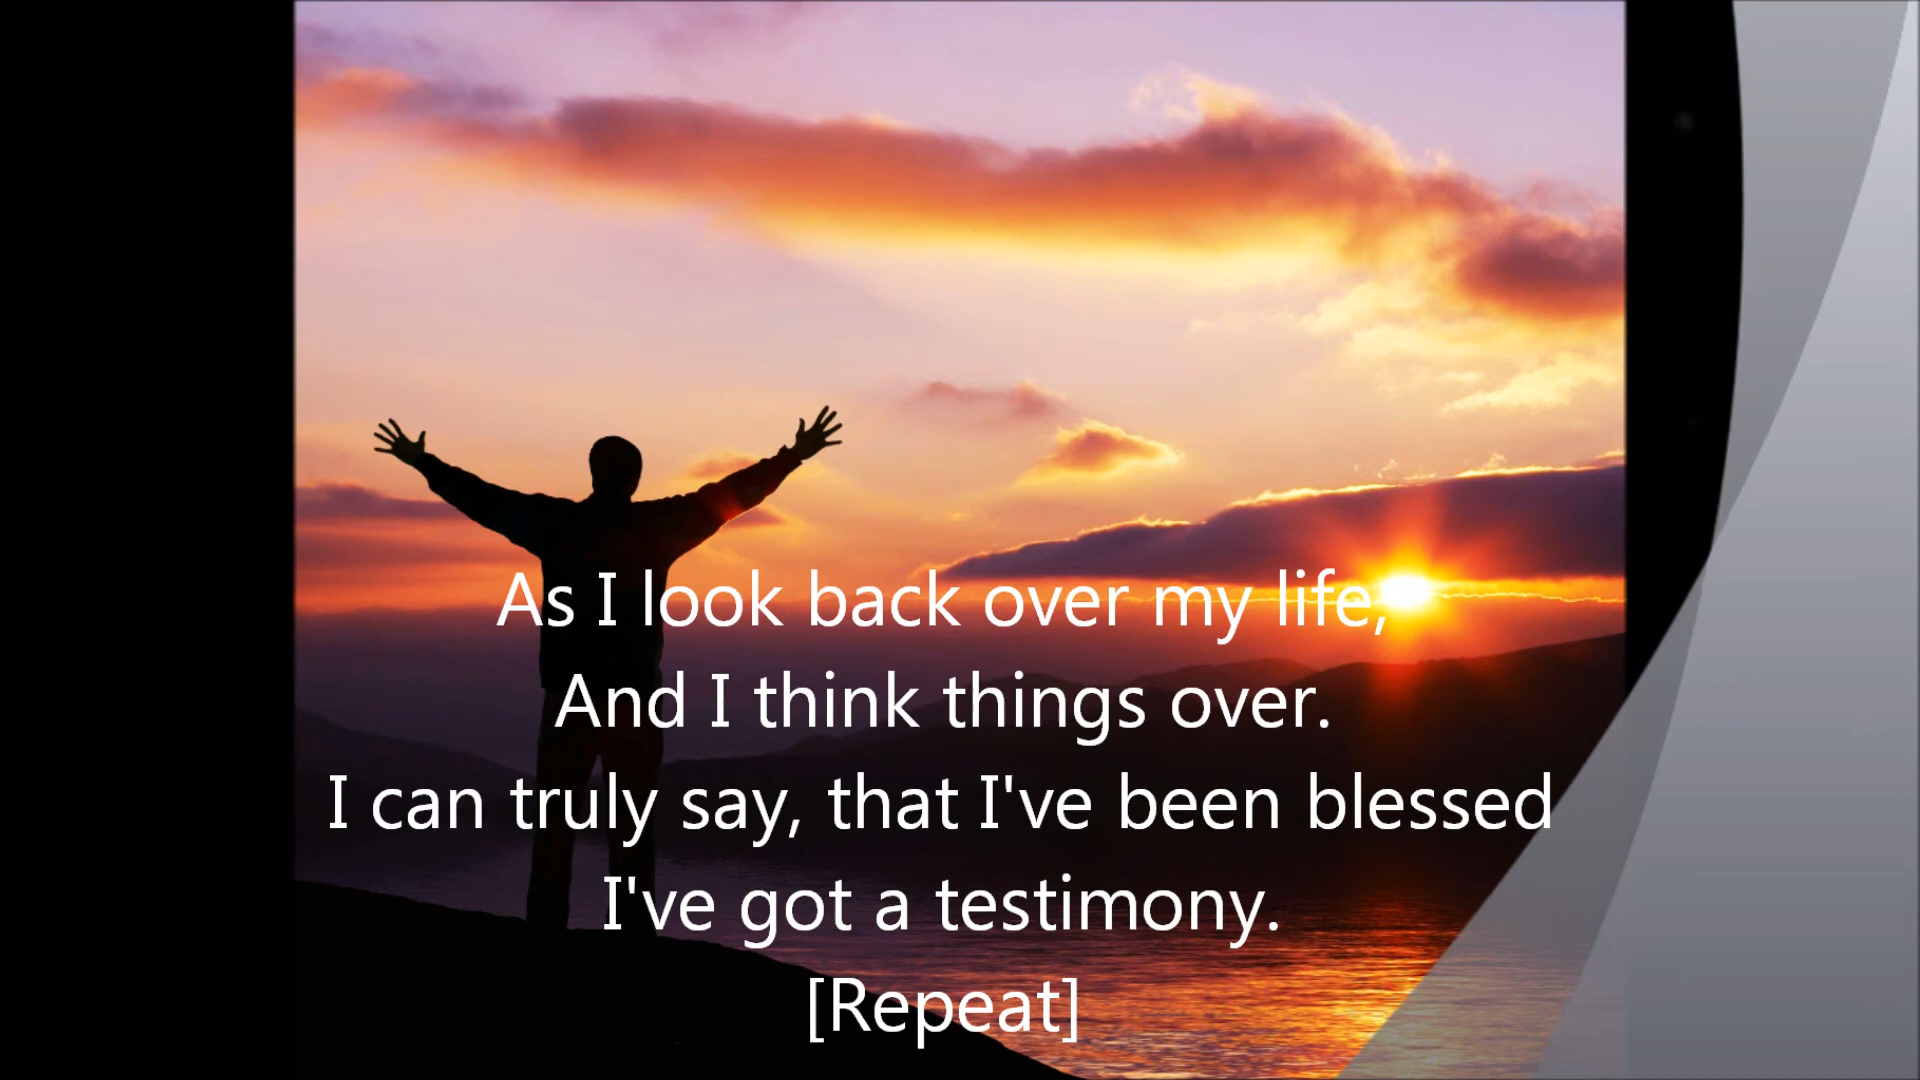 As I look back over my life,
And I think things over.
I can truly say, that I've been blessed
I've got a testimony.
[Repeat]